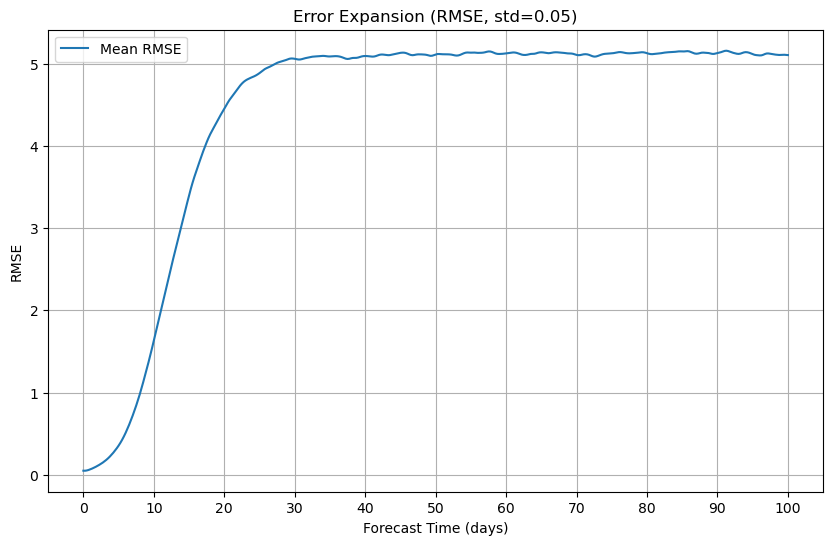 Error Expansion (RMSE, std=0.05)
Mean RMSE
5
4
3
2
1
0
RMSE
0 10 20 30 40 50 60 70 80 90 100
Forecast Time (days)